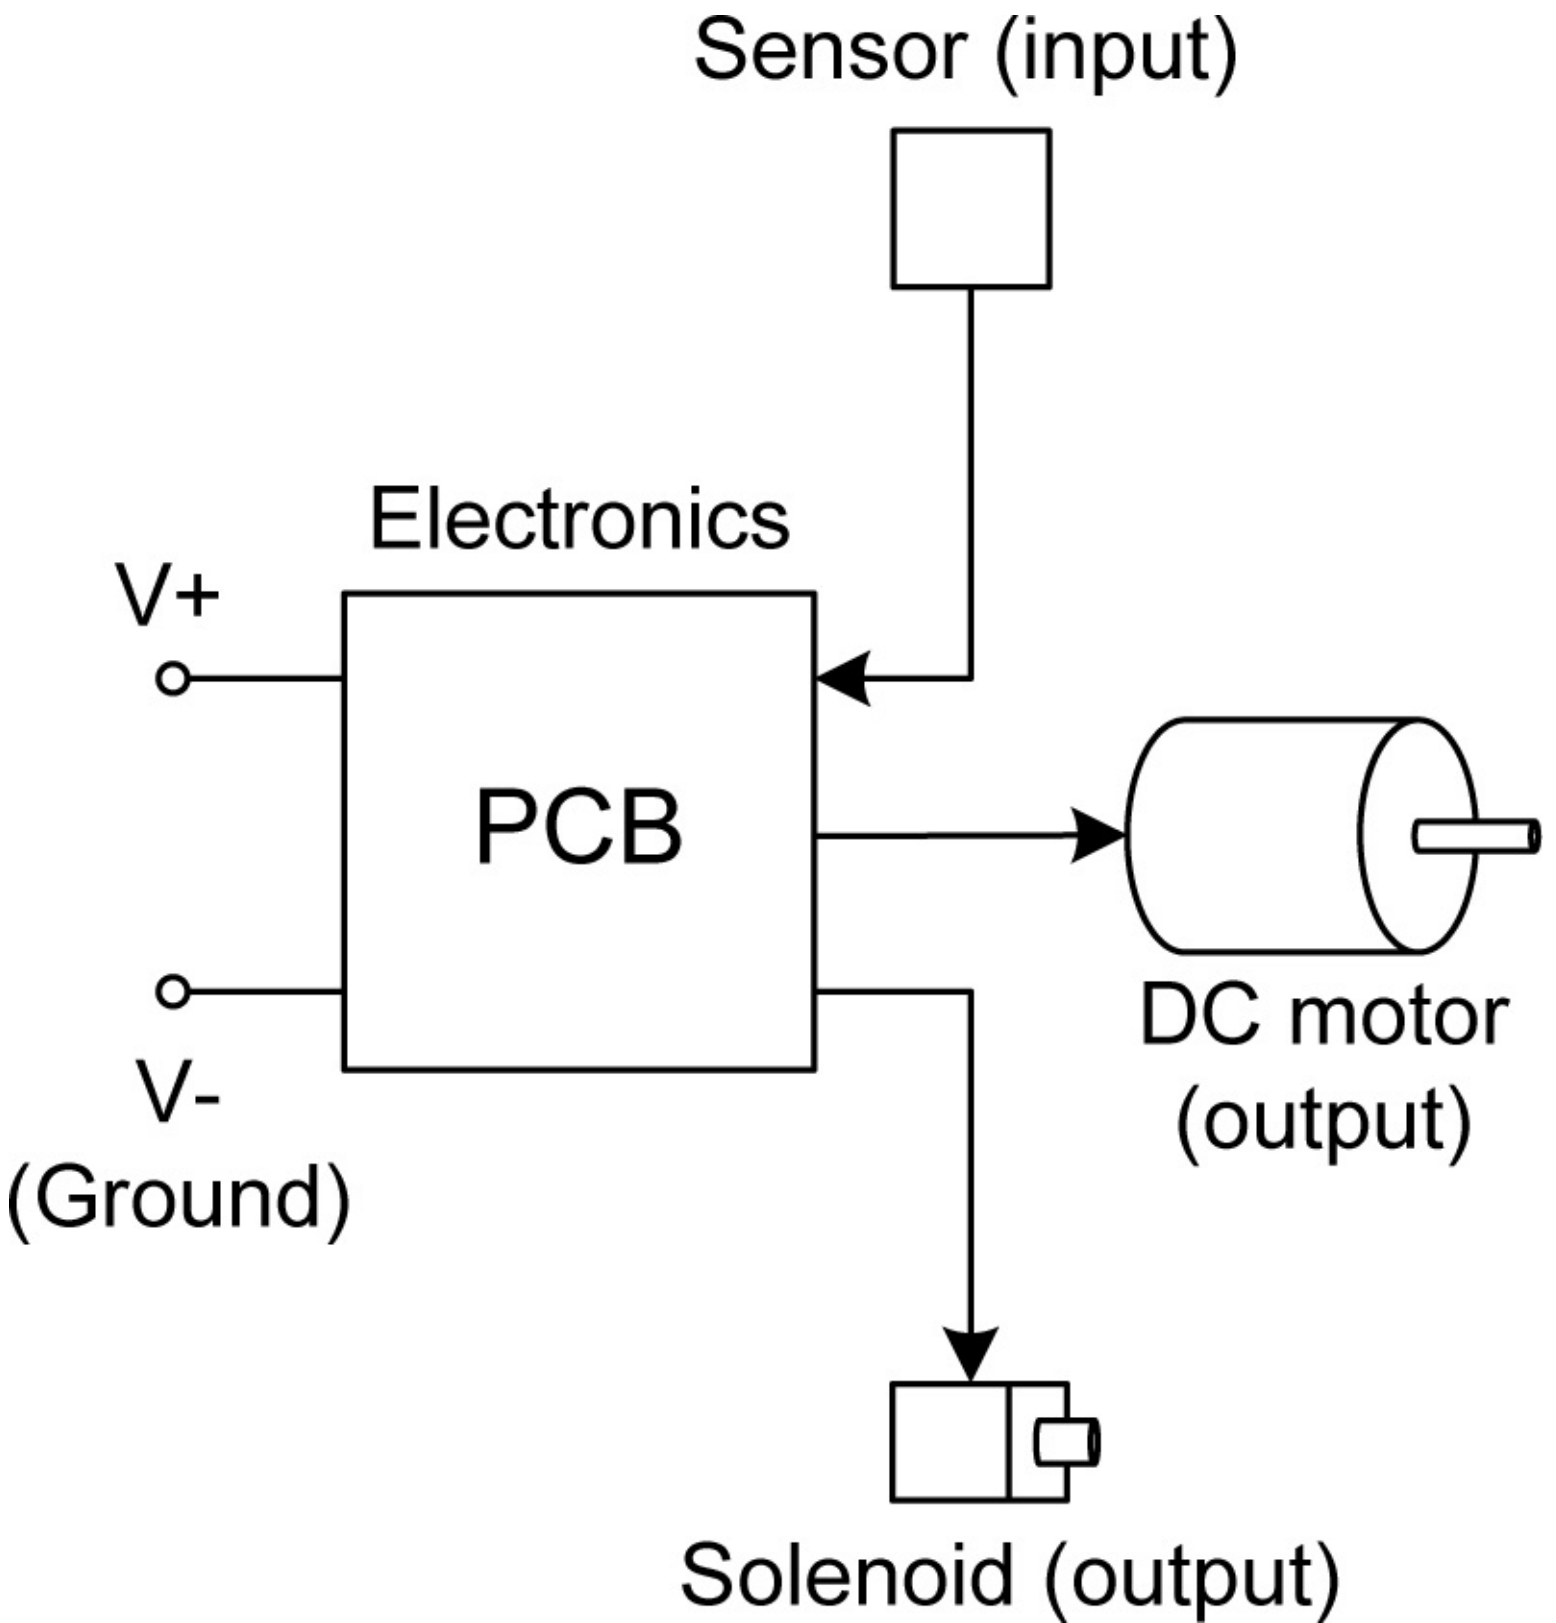 Sensor (input)
Electronics
V+
PCB
V-
(Ground)
DC motor
(output)
Solenoid (output)